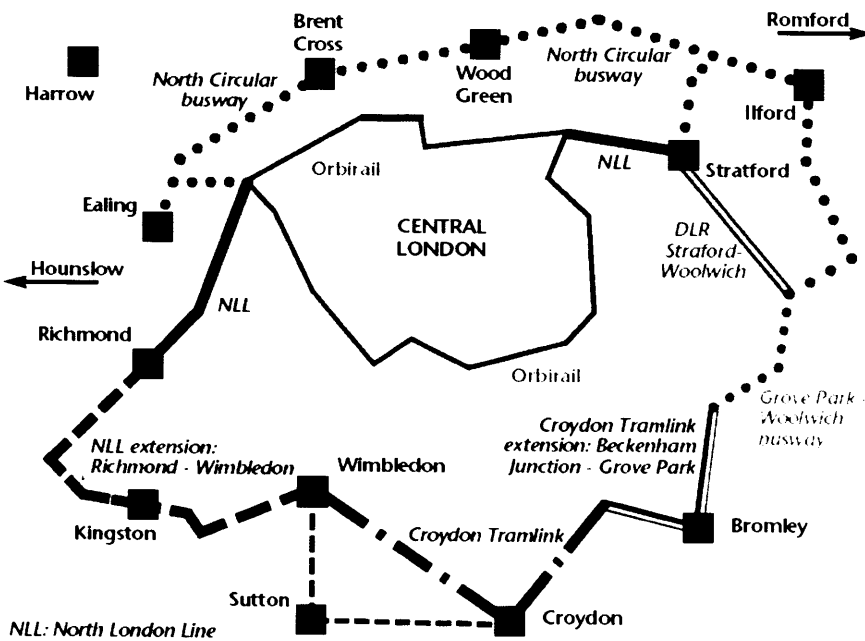 Romford
Brent
Cross
Harrow
North Circular
busway
Wood
Green
North Circular
busway
Ilford
Orbirail
NLL
Stratford
Ealing
CENTRAL
LONDON
DLR
Straford-
Woolwich
Hounslow
NLL
Richmond
Orbirail
Grove Park -
Woolwich
busway
NLL extension:
Richmond - Wimbledon
Wimbledon
Croydon Tramlink
extension: Beckenham
Junction - Grove Park
Kingston
Croydon Tramlink
Bromley
Sutton
Croydon
NLL: North London Line